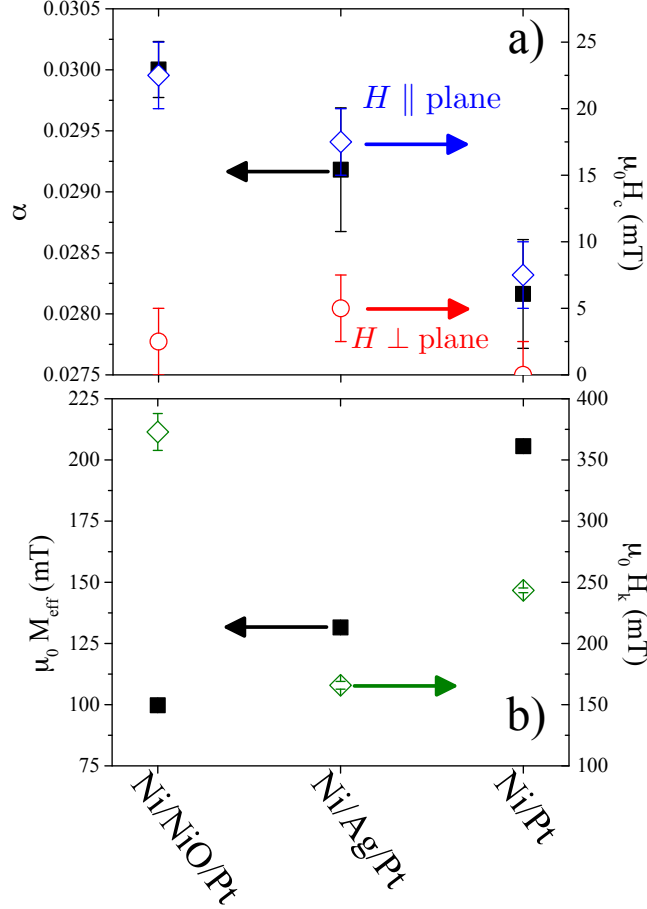 0.0305
0.0300
0.0295
0.0290
0.0285
0.0280
0.0275
α
a)
H ∥ plane
H ⊥ plane
25
20
15
10
5
0
μ0Hc (mT)
225
200
175
150
125
100
75
μ0 Meff (mT)
b)
400
350
300
250
200
150
100
μ0 Hk (mT)
Ni/NiO/Pt
Ni/Ag/Pt
Ni/Pt